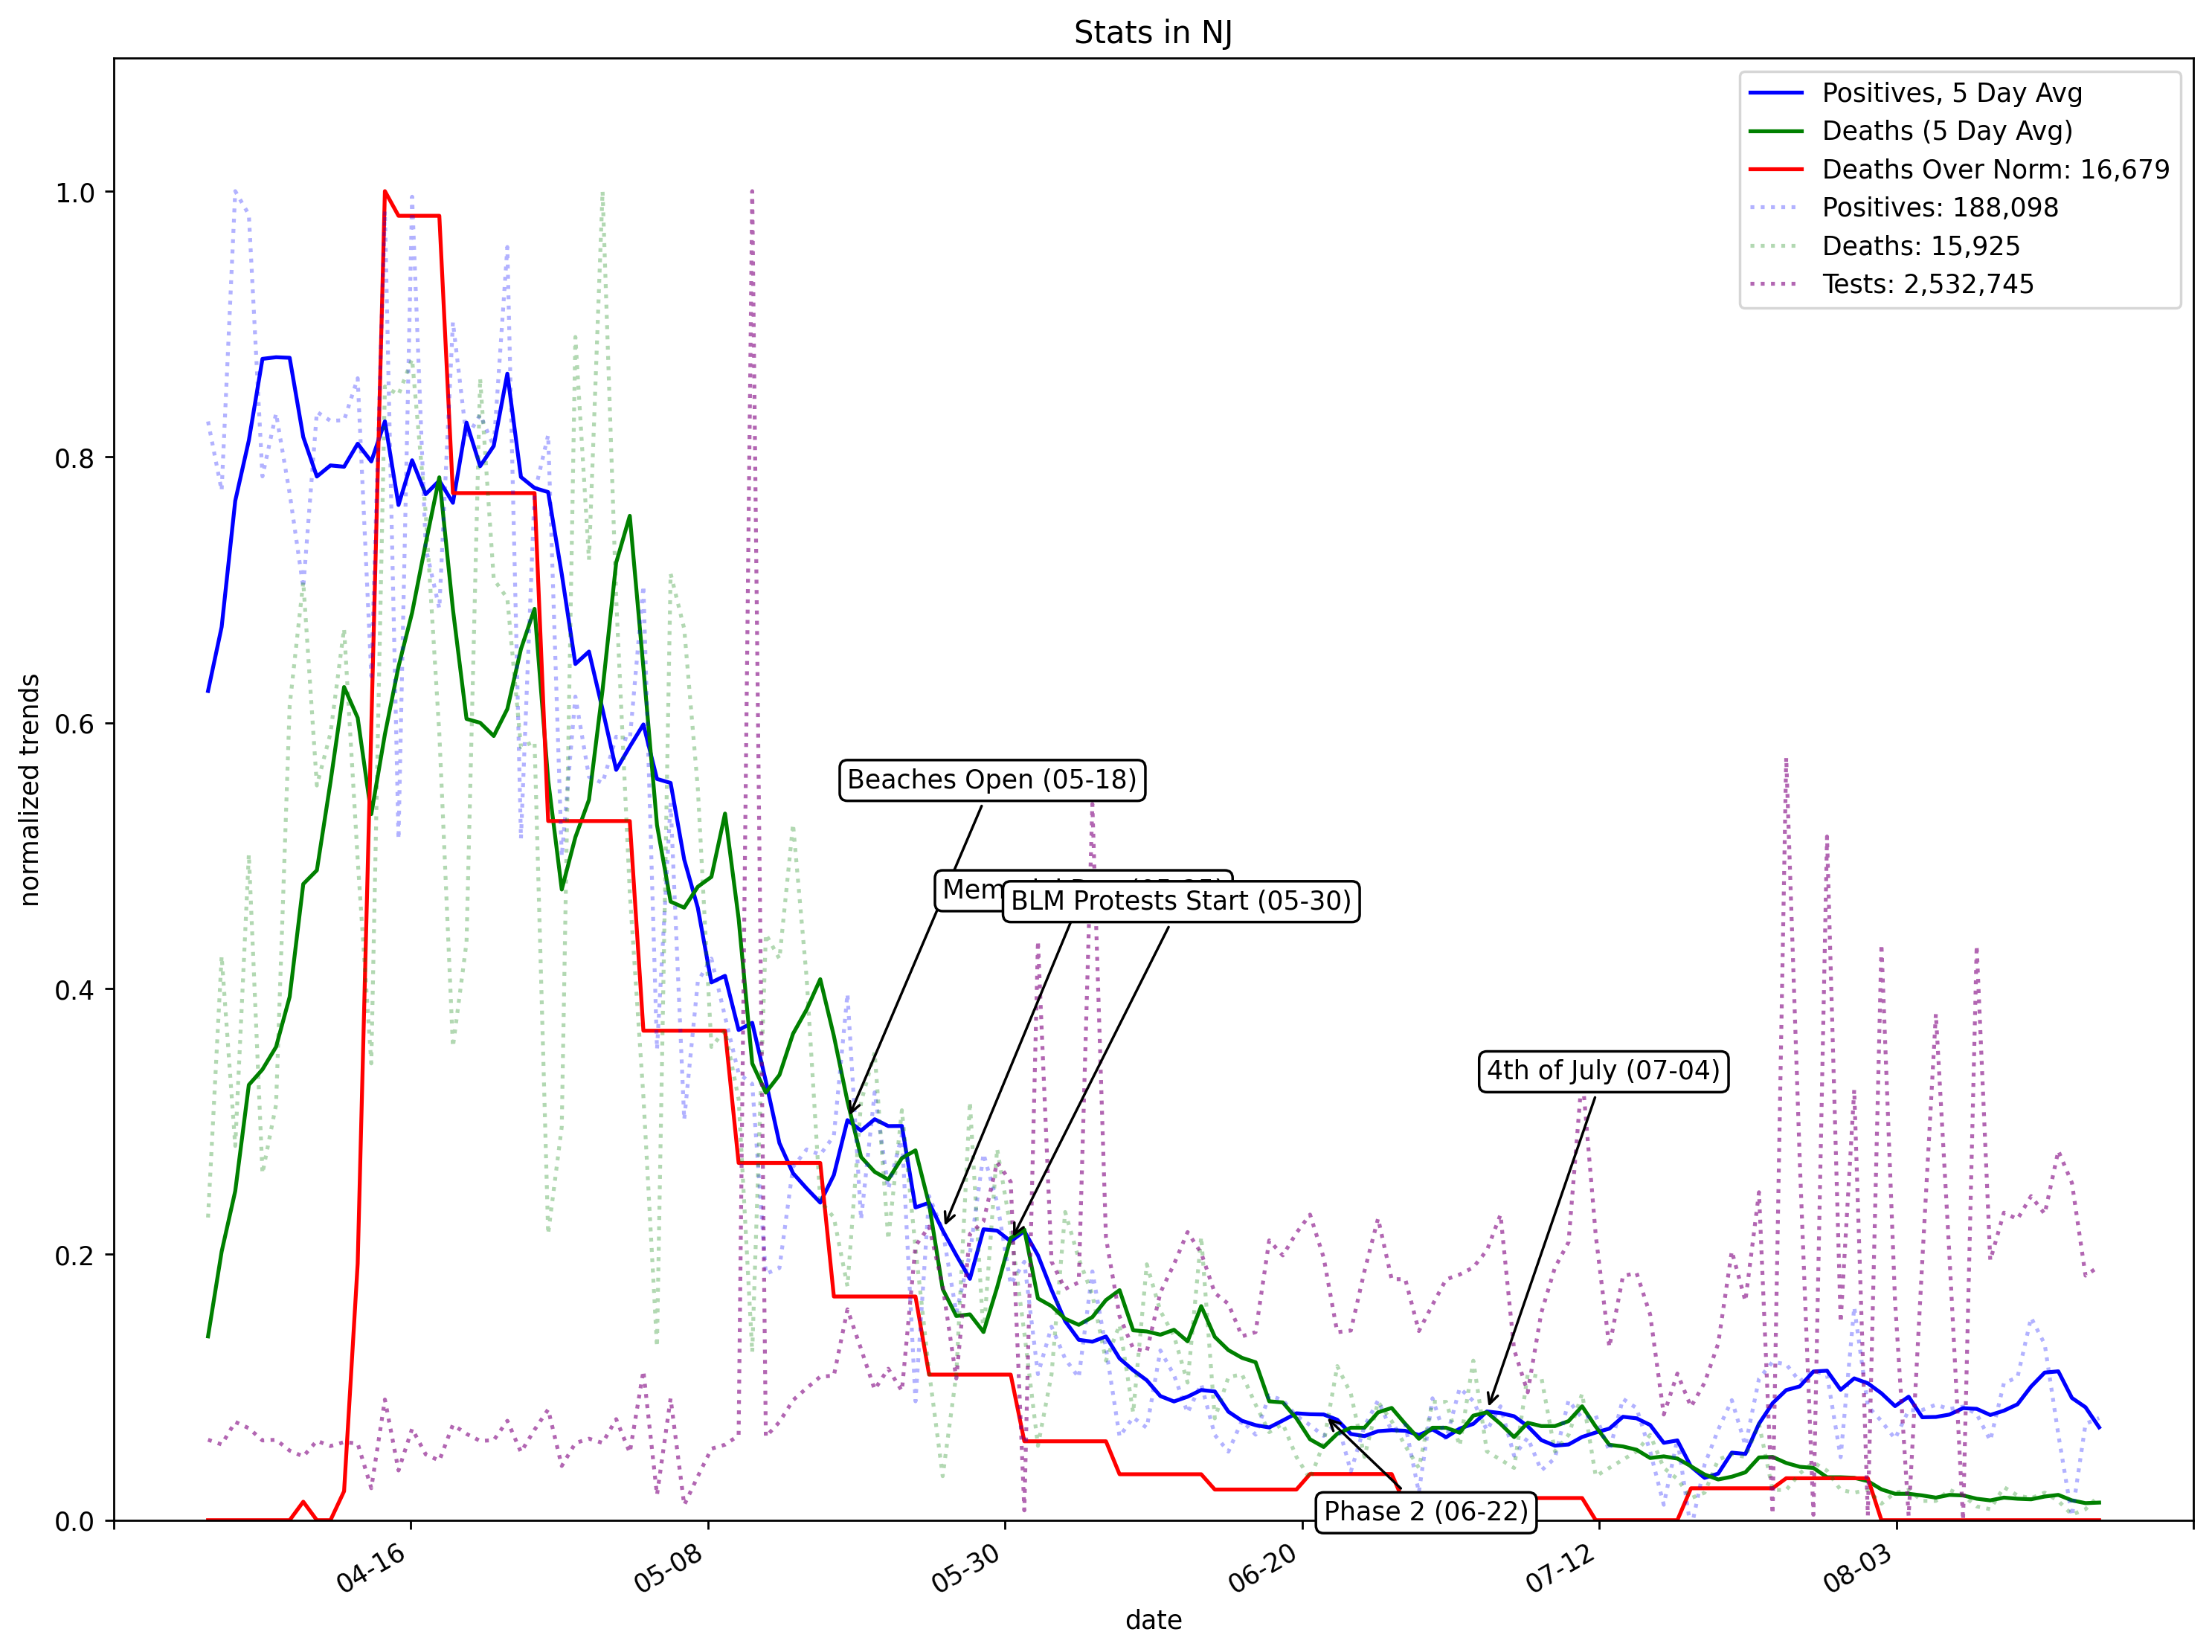 Stats in NJ
Positives, 5 Day Avg
Deaths (5 Day Avg)
Deaths Over Norm: 16,679
Positives: 188,098
Deaths: 15,925
Tests: 2,532,745
normalized trends
1.0
0.8
0.6
0.4
0.2
0.0
Beaches Open (05-18)
BLM Protests Start (05-30)
4th of July (07-04)
Phase 2 (06-22)
04-16
05-08
05-30
06-20
07-12
08-03
date